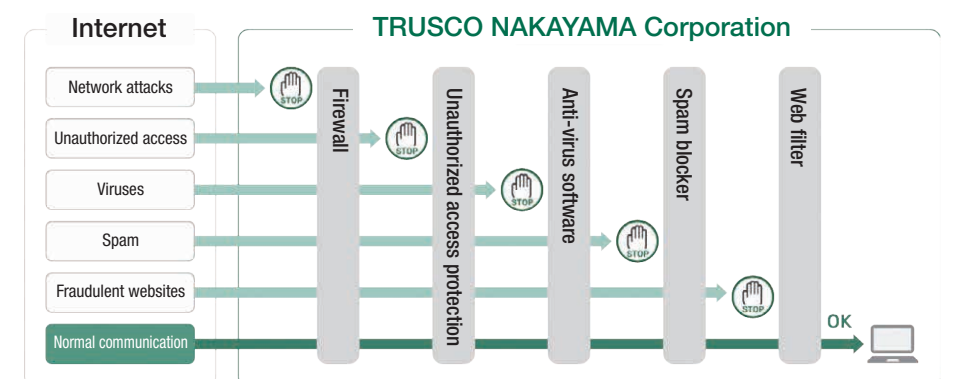 Internet
TRUSCO NAKAYAMA Corporation
Network attacks
STOP
Firewall
Unauthorized access protection
Anti-virus software
Spam blocker
Web filter
Unauthorized access
STOP
Viruses
STOP
Spam
STOP
Fraudulent websites
STOP
Normal communication
OK